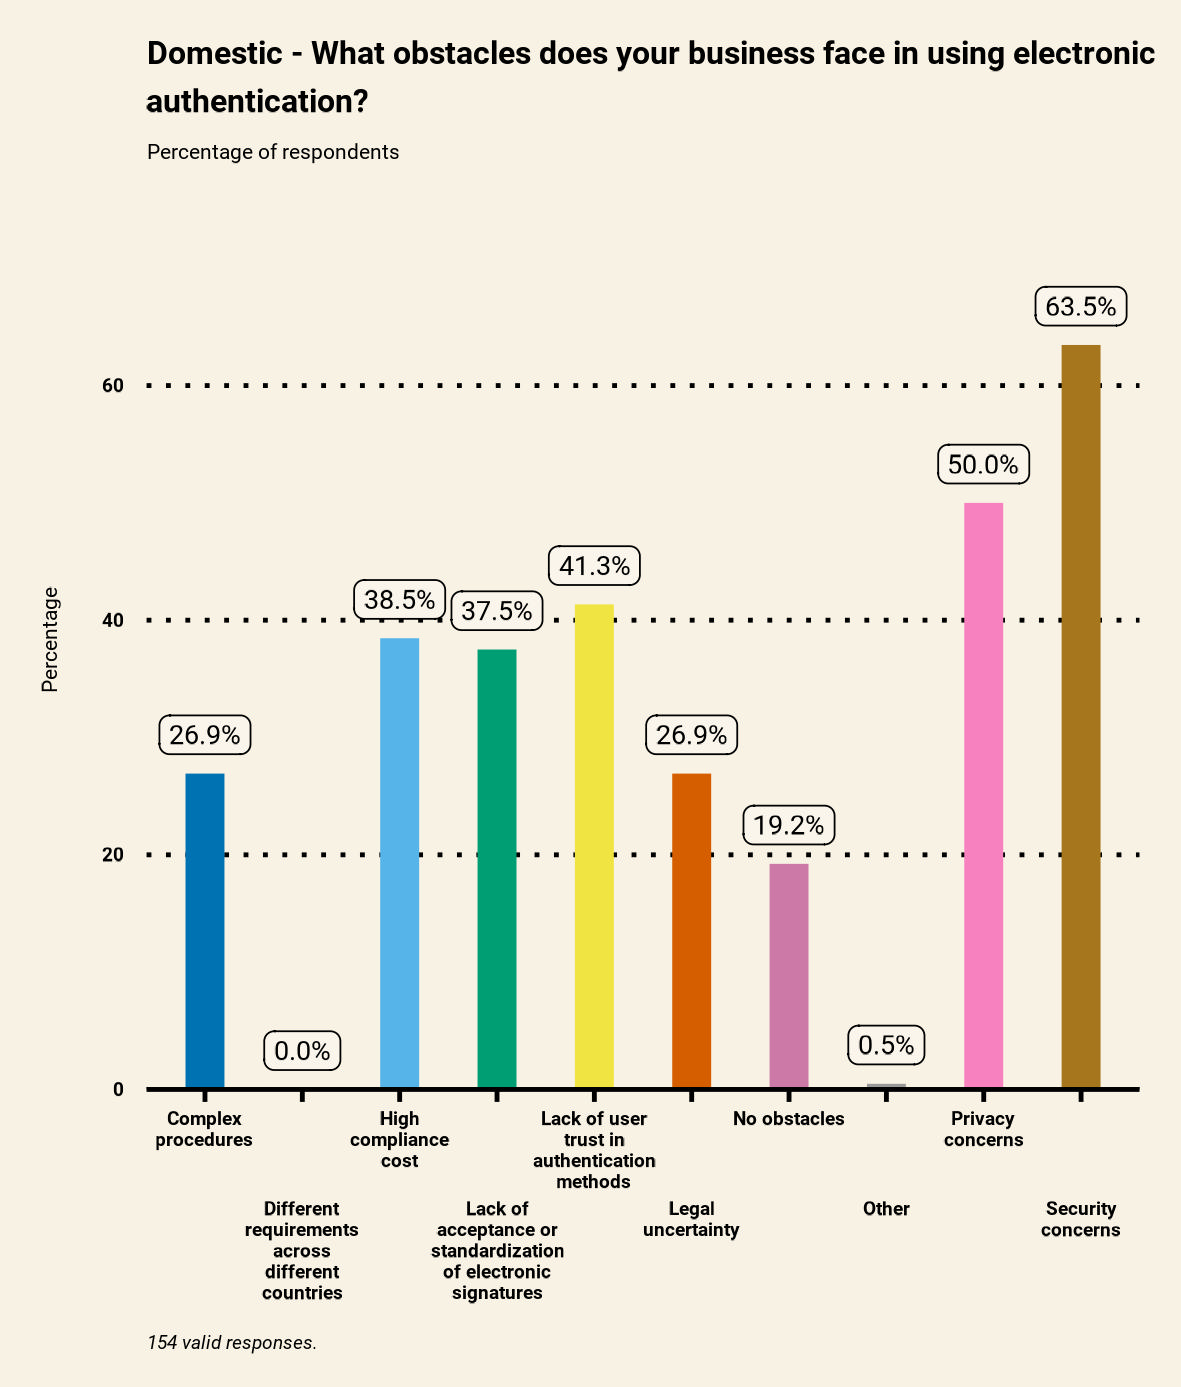 Domestic - What obstacles does your business face in using electronic
authentication?
Percentage of respondents
63.5%
60
50.0%
41.3%
38.5%
37.5%
40
Percentage
26.9%
26.9%
19.2%
20
0.0%
0.5%
0
Complex
procedures
High
compliance
cost
Lack of user
trust in
authentication
methods
No obstacles
Privacy
concerns
Different
requirements
across
different
countries
Lack of
acceptance or
standardization
of electronic
signatures
Legal
uncertainty
Other
Security
concerns
154 valid responses.